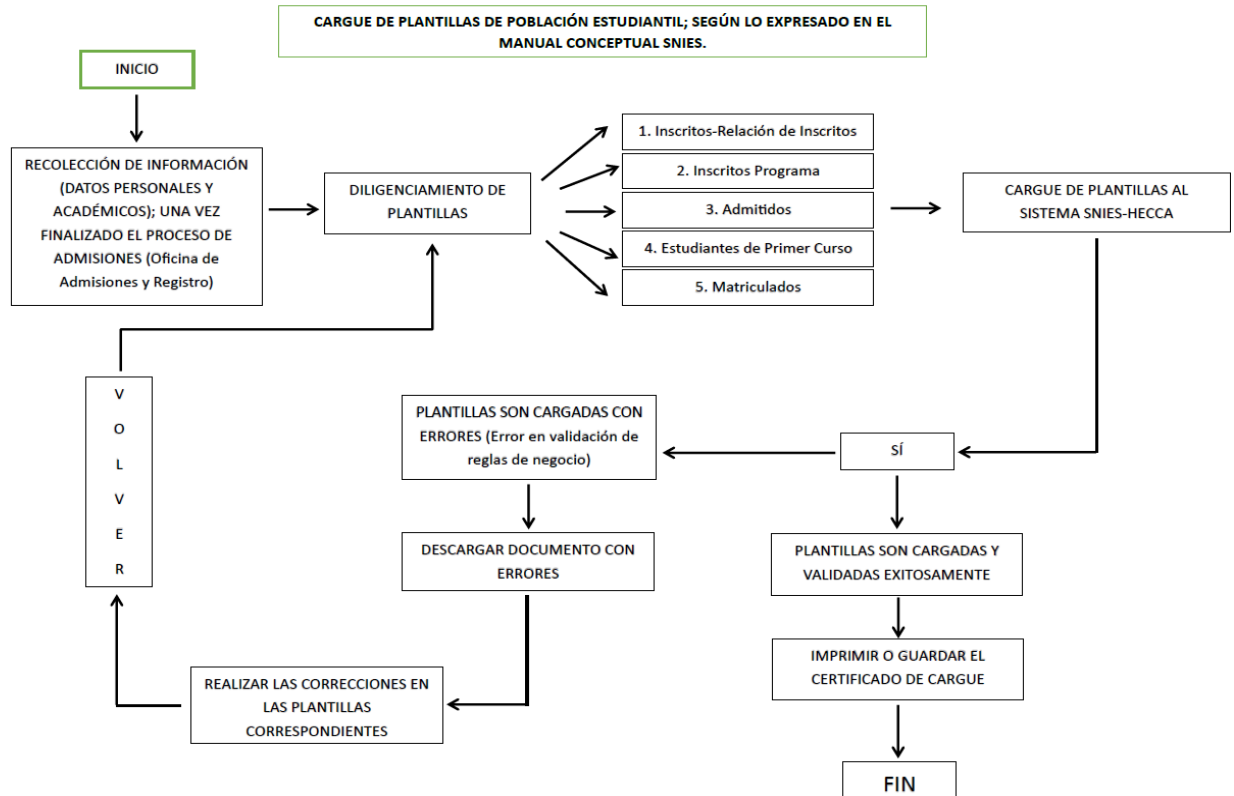 CARGUE DE PLANTILLAS DE POBLACIÓN ESTUDIANTIL; SEGÚN LO EXPRESADO EN EL
MANUAL CONCEPTUAL SNIES.
INICIO
RECOLECCIÓN DE INFORMACIÓN
(DATOS PERSONALES Y
ACADÉMICOS); UNA VEZ
FINALIZADO EL PROCESO DE
ADMISIONES (Oficina de
Admisiones y Registro)
DILIGENCIAMIENTO DE
PLANTILLAS
1. Inscritos-Relación de Inscritos
2. Inscritos Programa
3. Admitidos
4. Estudiantes de Primer Curso
5. Matriculados
CARGUE DE PLANTILLAS AL
SISTEMA SNIES-HECCA
SÍ
PLANTILLAS SON CARGADAS CON
ERRORES (Error en validación de
reglas de negocio)
DESCARGAR DOCUMENTO CON
ERRORES
REALIZAR LAS CORRECCIONES EN
LAS PLANTILLAS
CORRESPONDIENTES
V
O
L
V
E
R
PLANTILLAS SON CARGADAS Y
VALIDADAS EXITOSAMENTE
IMPRIMIR O GUARDAR EL
CERTIFICADO DE CARGUE
FIN